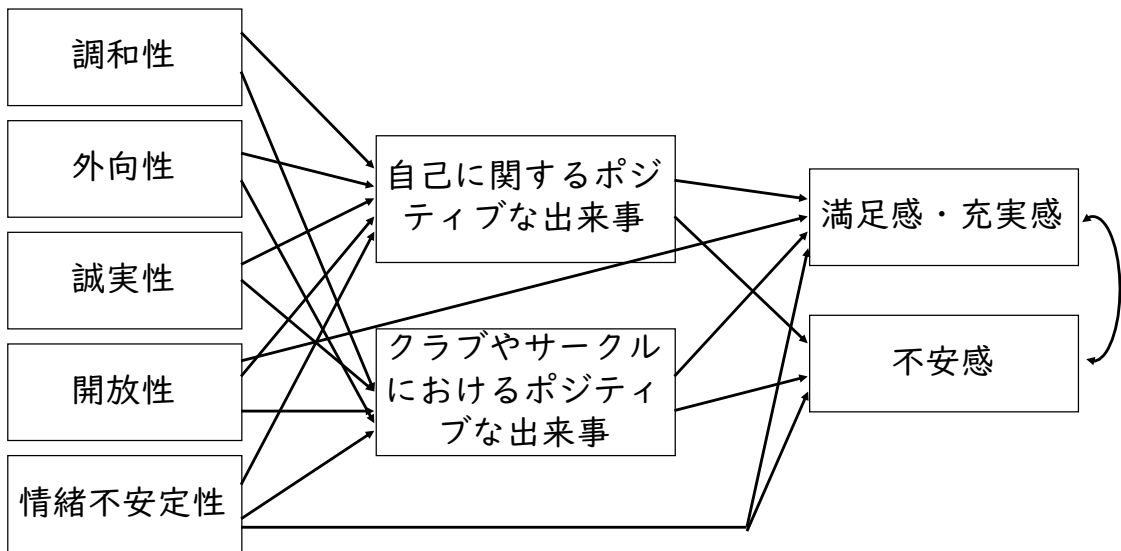 調和性
外向性
誠実性
開放性
情緒不安定性
自己に関するポジ
ティブな出来事
クラブやサークル
におけるポジティ
ブな出来事
満足感・充実感
不安感